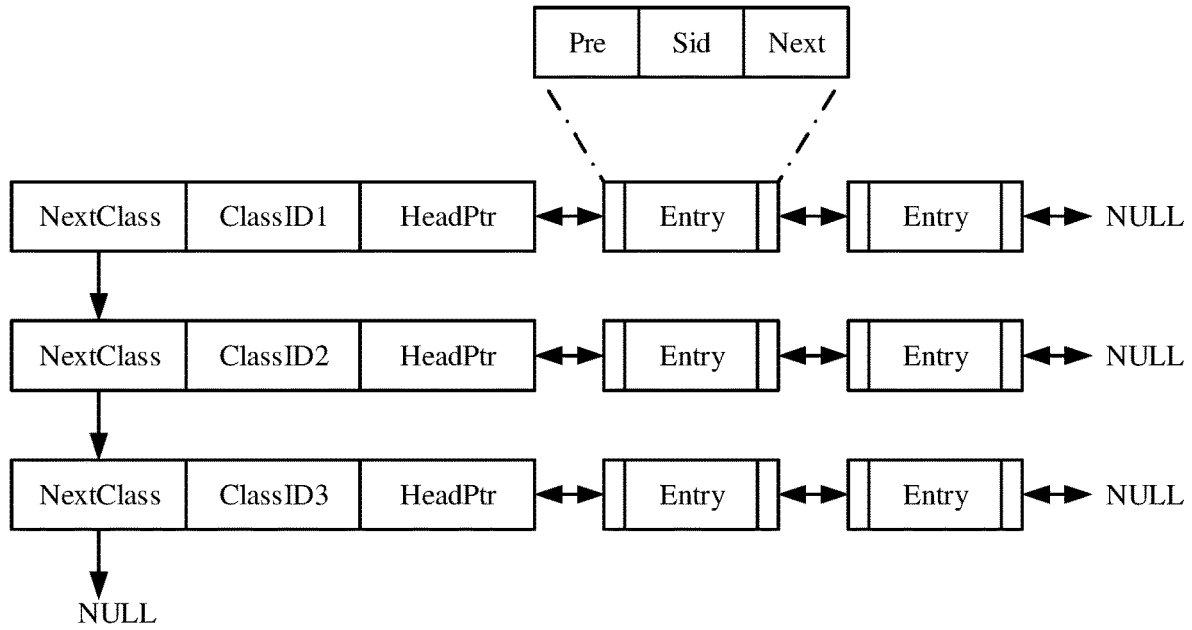 Pre Sid Next
NextClass ClassID1 HeadPtr Entry Entry NULL
NextClass ClassID2 HeadPtr Entry Entry NULL
NextClass ClassID3 HeadPtr Entry Entry NULL
NULL